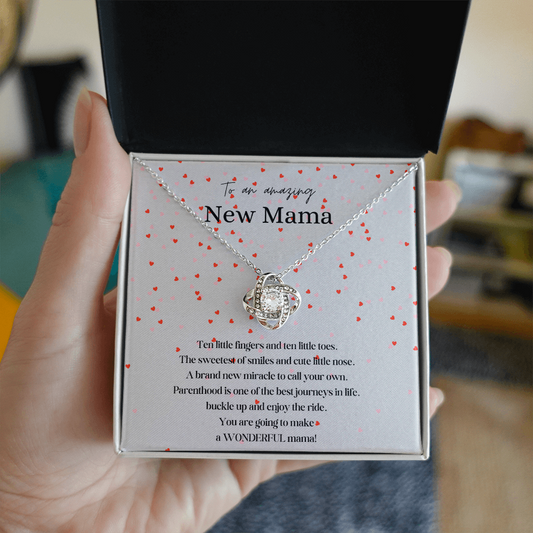 To an amazing
New Mama
Ten little fingers and ten little toes.
The sweetest of smiles and cute little nose.
A brand new miracle to call your own.
Parenthood is one of the best journeys in life.
buckle up and enjoy the ride.
You are going to make
a WONDERFUL mama!